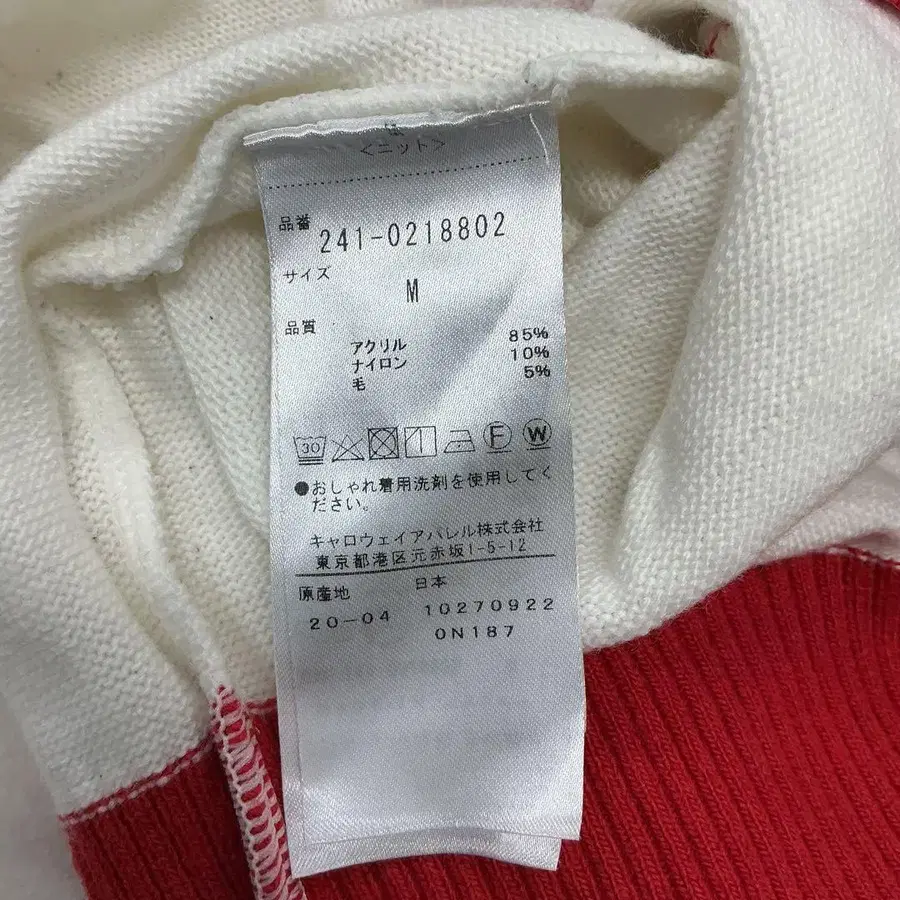 <ニット>
品番 241-0218802
サイズ
M
品質
アクリル 85%
ナイロン 10%
毛 5%
30 F W
●おしゃれ着用洗剤を使用してく
ださい。
キャロウェイアパレル株式会社
東京都港区元赤坂1-5-12
原産地 日本
20-04 10270922
0N187